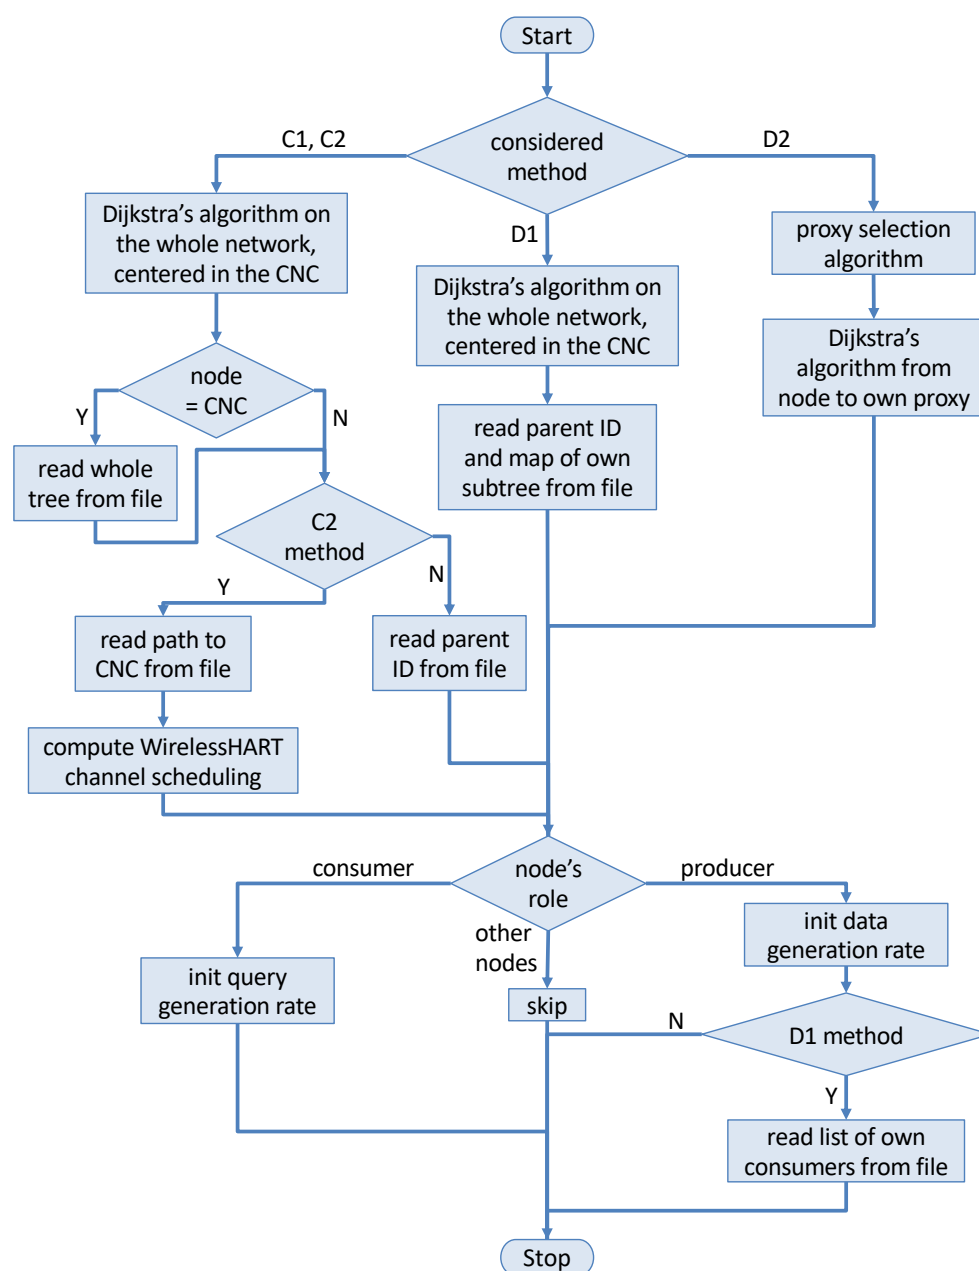 Start
considered
method
C1, C2
D2
D1
Dijkstra's algorithm on
the whole network,
centered in the CNC
proxy selection
algorithm
Dijkstra's algorithm on
the whole network,
centered in the CNC
Dijkstra's
algorithm from
node to own proxy
node
= CNC
Y
N
read whole
tree from file
read parent ID
and map of own
subtree from file
C2
method
Y
N
read path to
CNC from file
read parent
ID from file
compute WirelessHART
channel scheduling
node's
role
consumer
producer
other
nodes
init query
generation rate
skip
init data
generation rate
D1 method
N
Y
read list of own
consumers from file
Stop